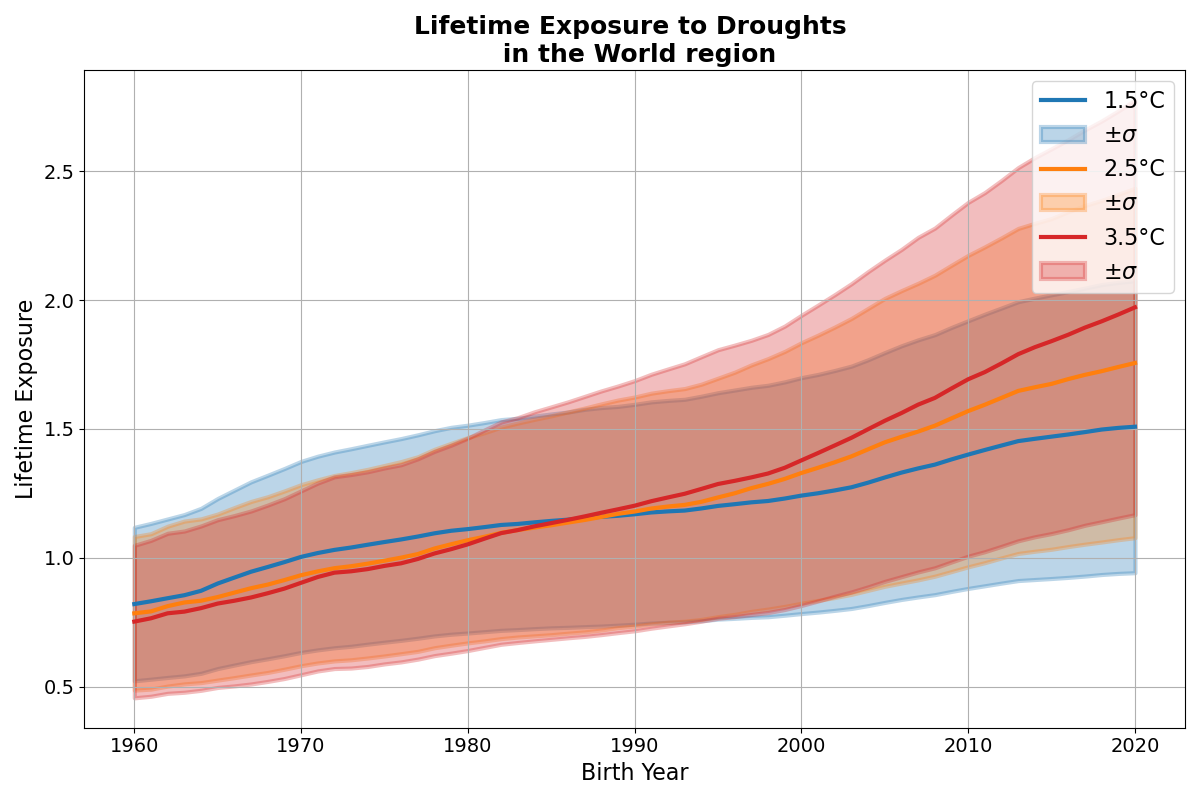 Lifetime Exposure to Droughts
in the World region
1.5°C
±σ
2.5°C
±σ
3.5°C
±σ
Lifetime Exposure
2.5
2.0
1.5
1.0
0.5
1960 1970 1980 1990 2000 2010 2020
Birth Year